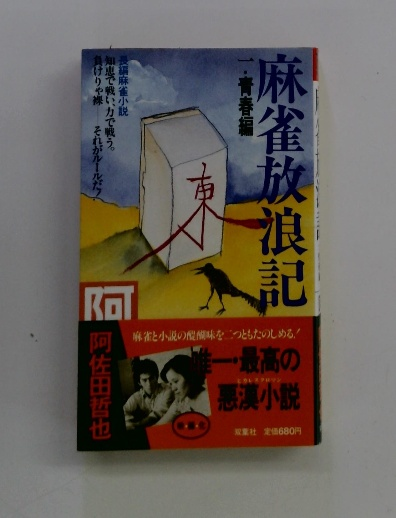 麻雀放浪記
一・青春編
長編麻雀小説
知恵で戦い、力で戦う。
負けりゃ裸——それがルールだ!
東
阿
阿佐田哲也
麻雀と小説の醍醐味を二つともたのしめる!
唯一・最高の
悪漢小説
双葉社 定価680円